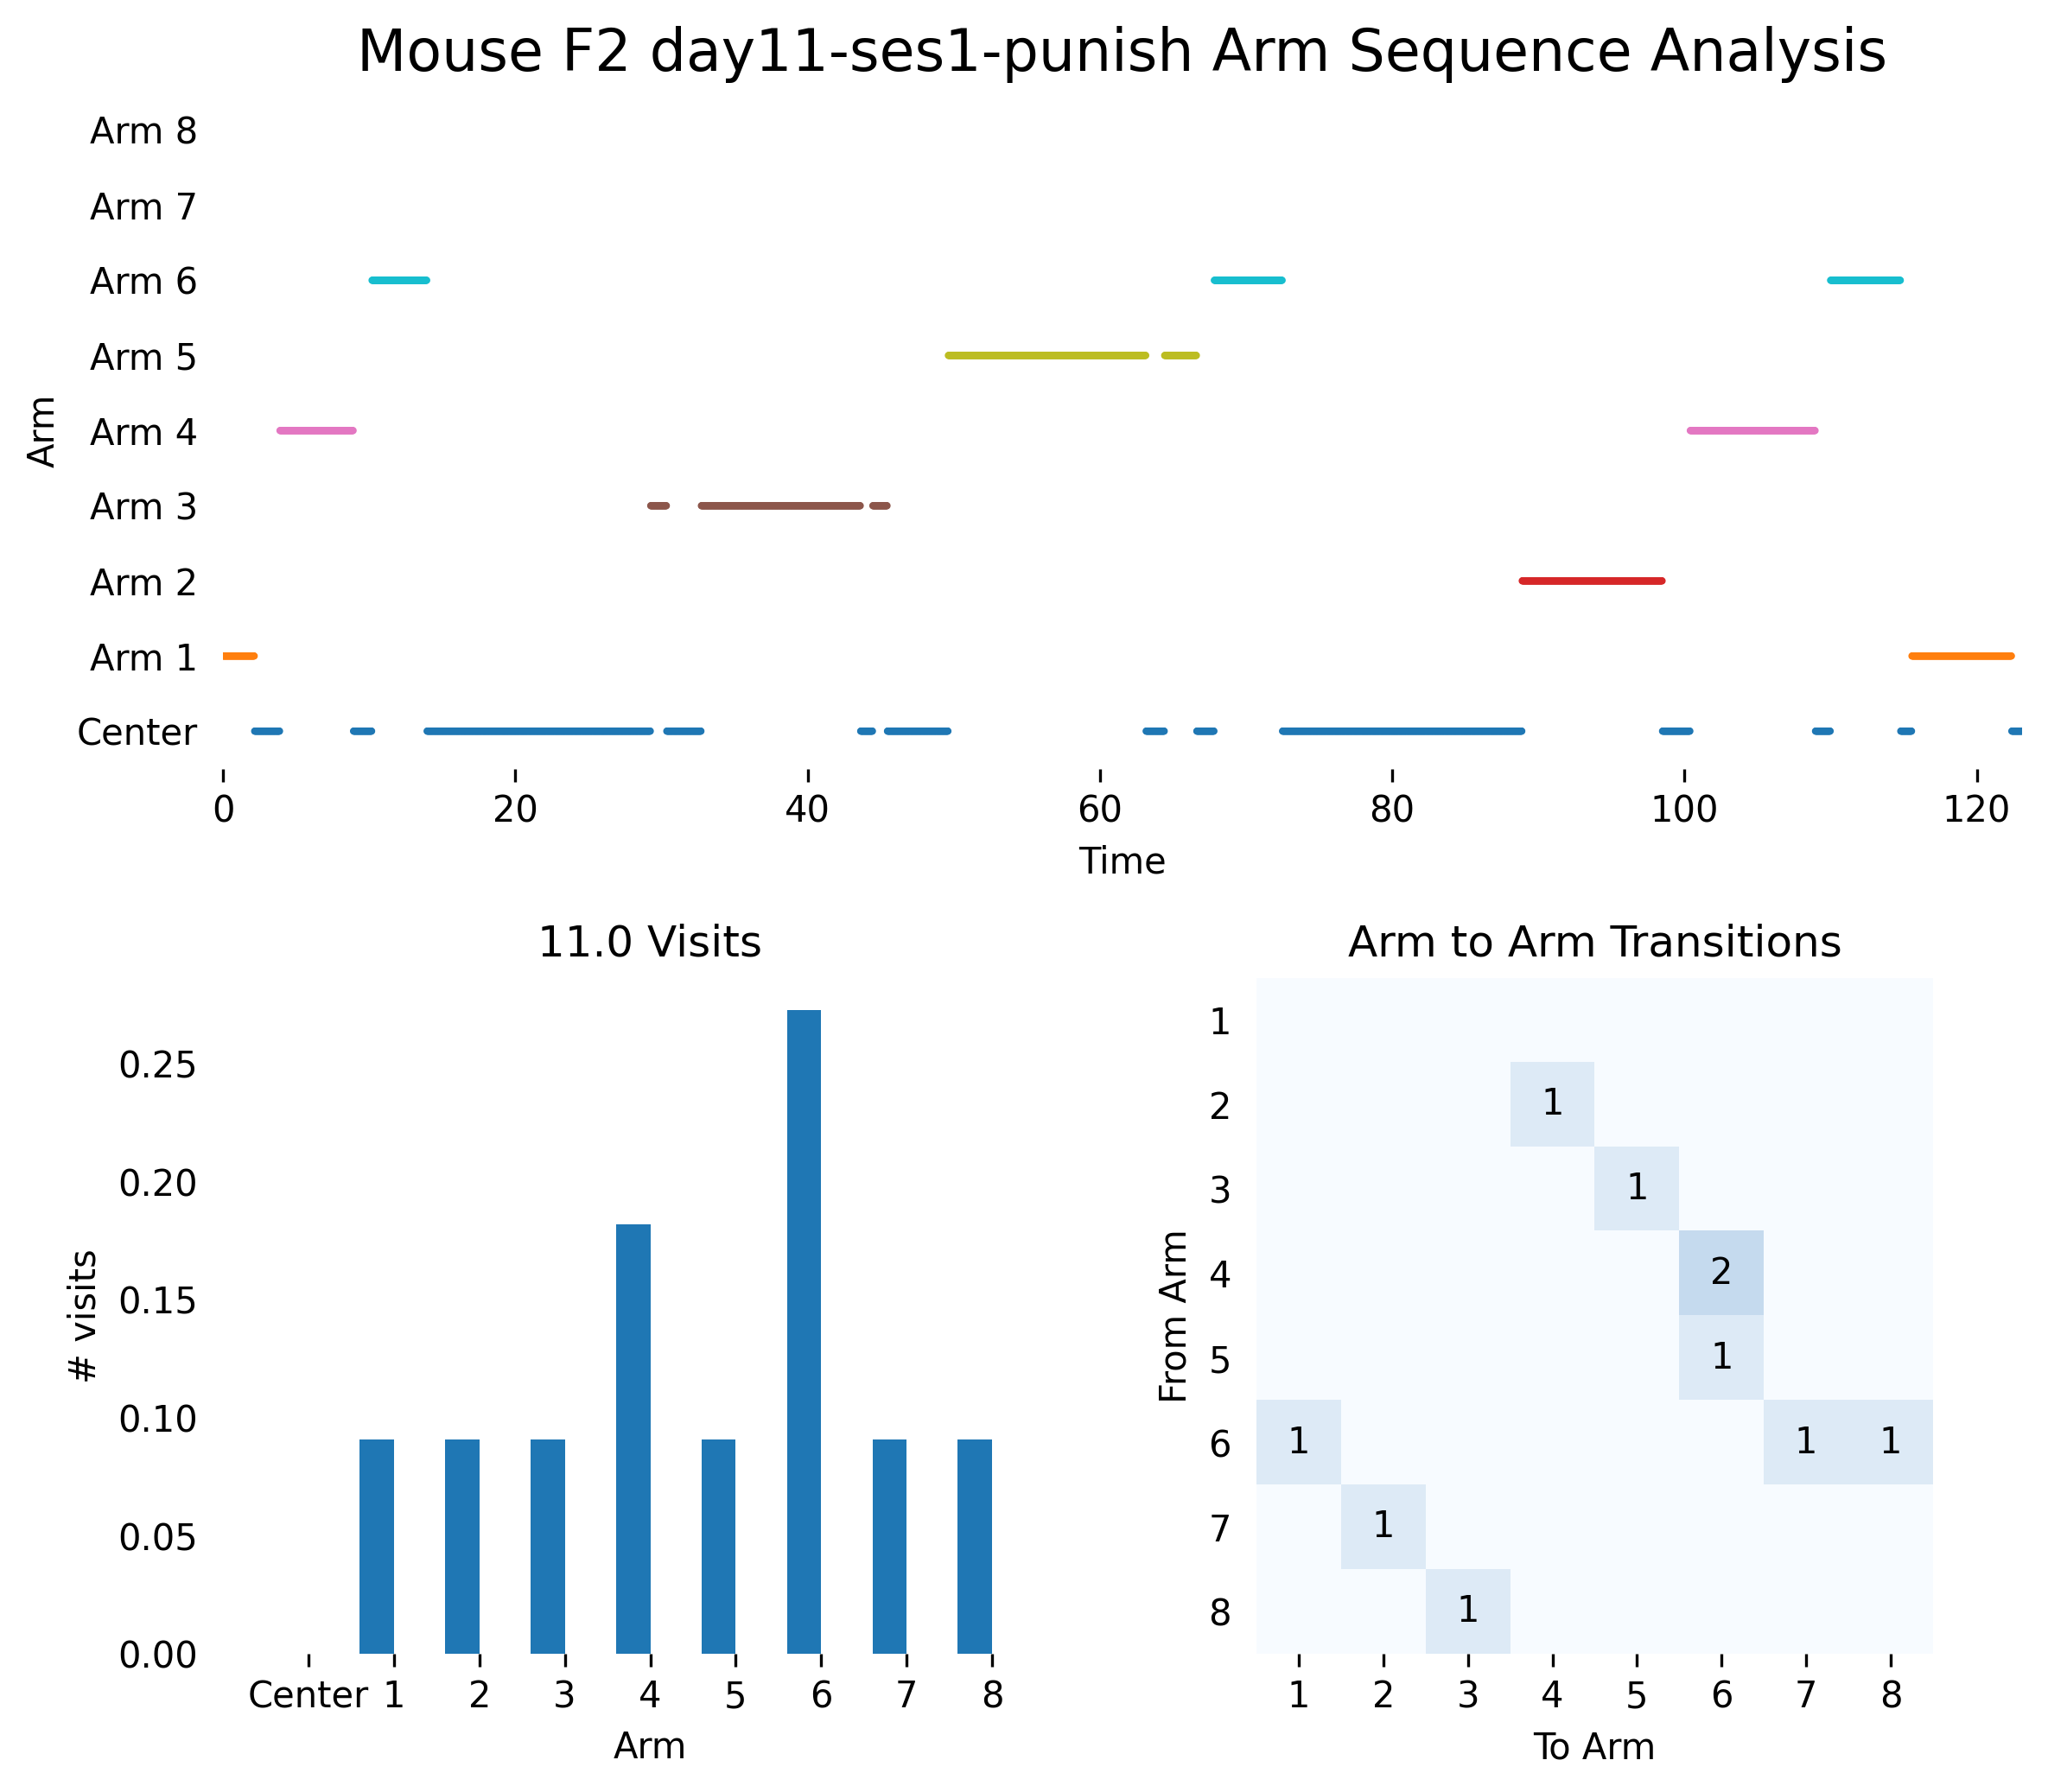 Mouse F2 day11-ses1-punish Arm Sequence Analysis
Arm 8
Arm 7
Arm 6
Arm 5
Arm 4
Arm 3
Arm 2
Arm 1
Center
Arm
0 20 40 60 80 100 120
Time
11.0 Visits
0.25
0.20
0.15
0.10
0.05
0.00
# visits
Center 1 2 3 4 5 6 7 8
Arm
Arm to Arm Transitions
1
2 1
3 1
4 2
5 1
6 1 1 1
7 1
8 1
From Arm
1 2 3 4 5 6 7 8
To Arm